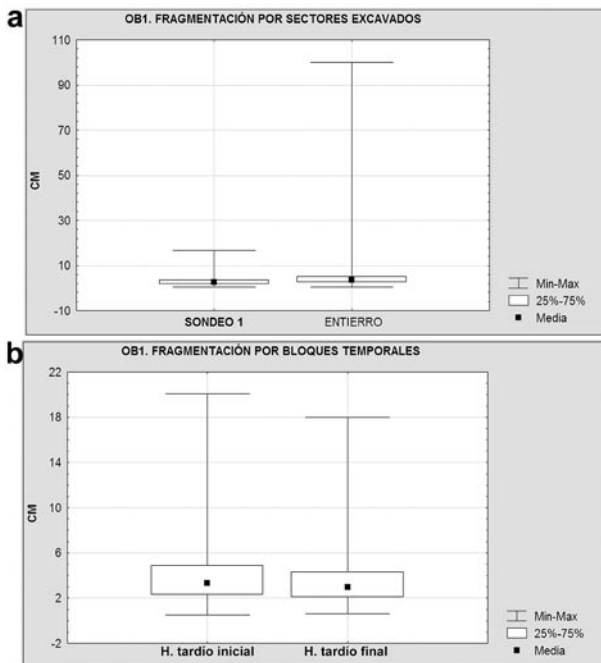 a
OB1. FRAGMENTACIÓN POR SECTORES EXCAVADOS
110
90
70
50
30
10
-10
CM
SONDEO 1
ENTIERRO
Min-Max
25%-75%
Media
b
OB1. FRAGMENTACIÓN POR BLOQUES TEMPORALES
22
18
14
10
6
2
-2
CM
H. tardio inicial
H. tardio final
Min-Max
25%-75%
Media